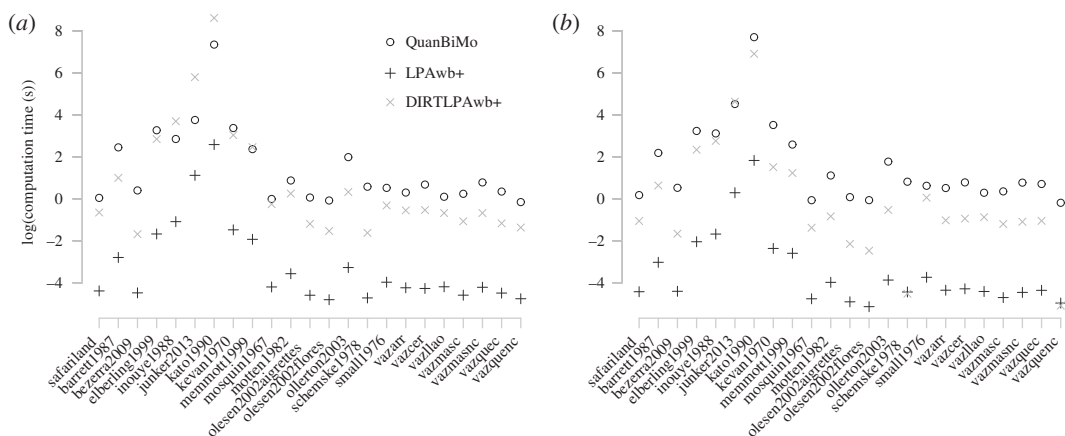 (a)
log(computation time (s))
8
6
4
2
0
−2
−4
QuanBiMo
LPAwb+
DIRTLPAwb+
safariland
barrett1987
bezerra2009
elberling1999
inouye1988
junker2013
kato1990
kevan1970
memmott1999
mosquin1967
motten1982
olesen2002aigrettes
olesen2002flores
ollerton2003
schemske1978
small1976
vazarr
vazcer
vazllao
vazmasc
vazmasnc
vazquec
vazquenc
(b)
8
6
4
2
0
−2
−4
safariland
barrett1987
bezerra2009
elberling1999
inouye1988
junker2013
kato1990
kevan1970
memmott1999
mosquin1967
motten1982
olesen2002aigrettes
olesen2002flores
ollerton2003
schemske1978
small1976
vazarr
vazcer
vazllao
vazmasc
vazmasnc
vazquec
vazquenc